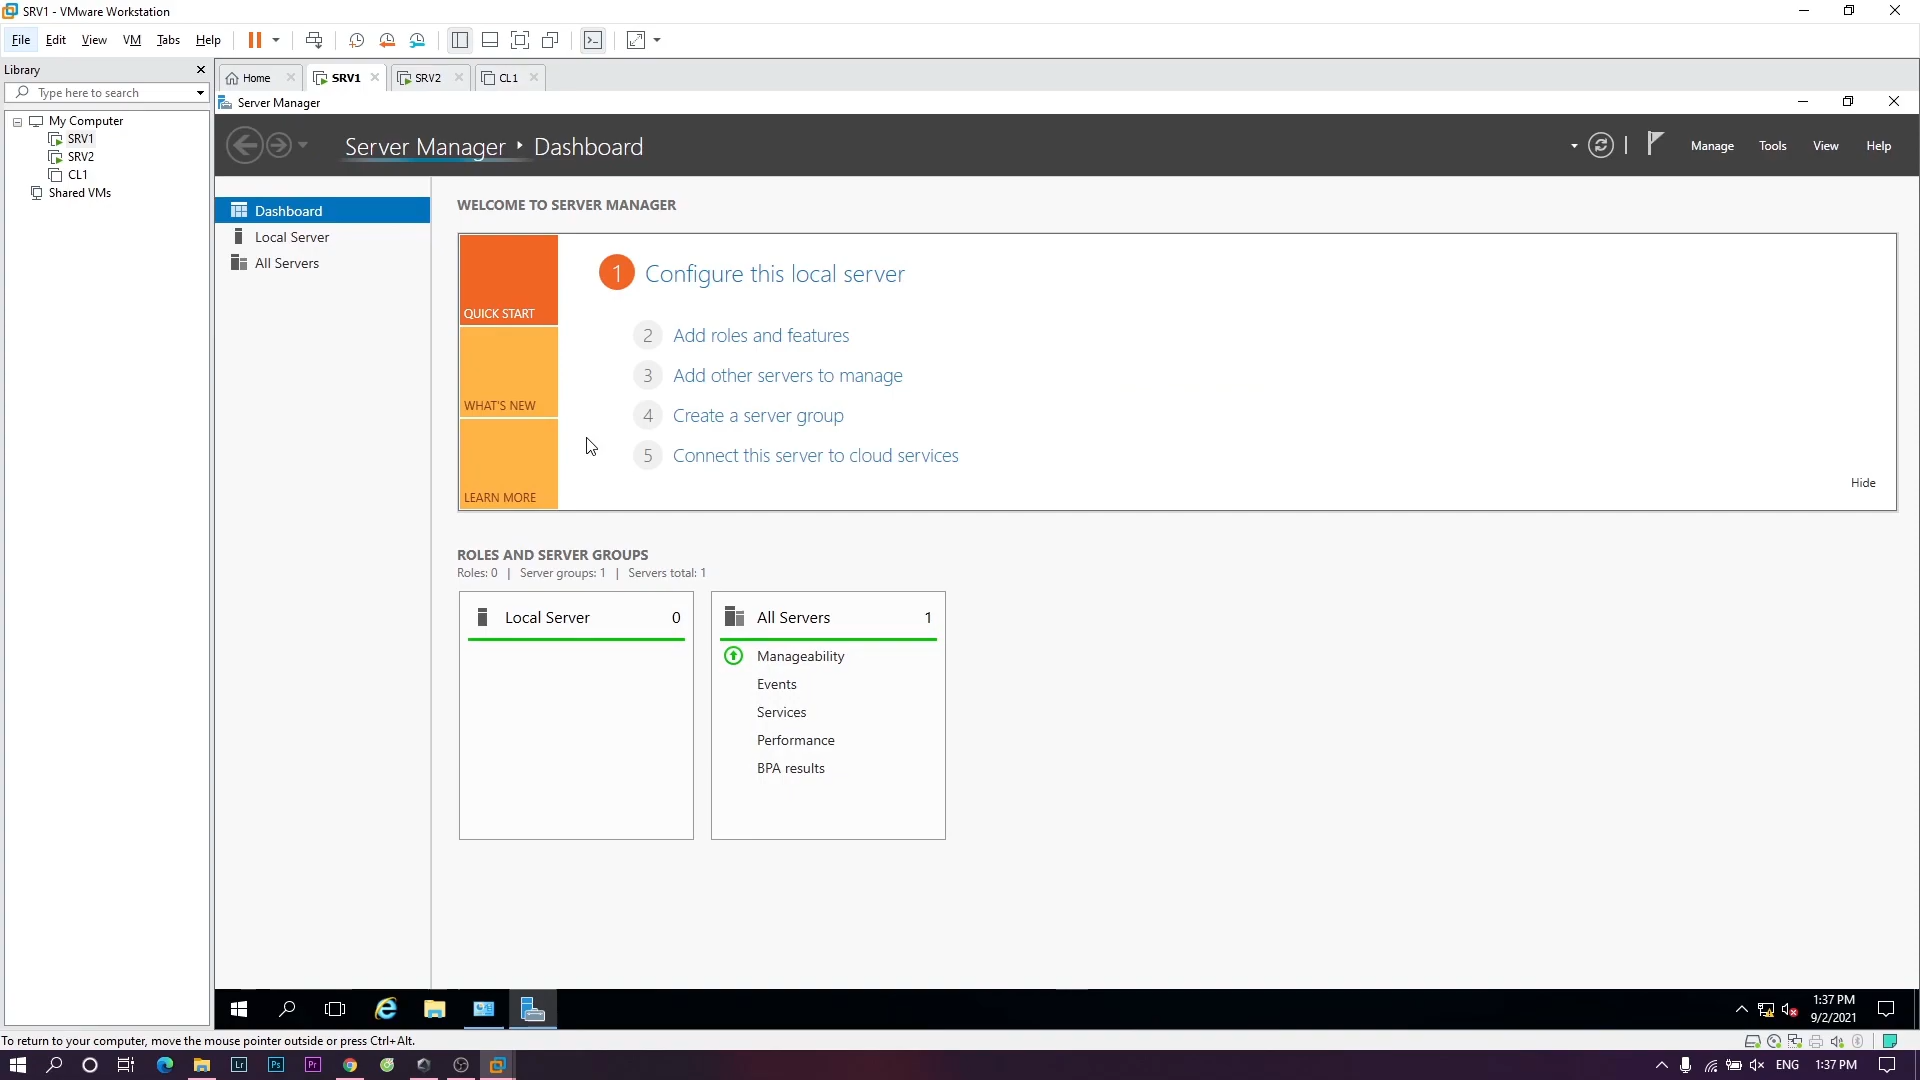 SRV1 - VMware Workstation
File Edit View VM Tabs Help
Library
Type here to search
My Computer
SRV1
SRV2
CL1
Shared VMs
Home SRV1 SRV2 CL1
Server Manager
Server Manager Dashboard
Manage Tools View Help
Dashboard
Local Server
All Servers
WELCOME TO SERVER MANAGER
QUICK START
WHAT'S NEW
LEARN MORE
1 Configure this local server
2 Add roles and features
3 Add other servers to manage
4 Create a server group
5 Connect this server to cloud services
Hide
ROLES AND SERVER GROUPS
Roles: 0 | Server groups: 1 | Servers total: 1
Local Server 0
All Servers 1
Manageability
Events
Services
Performance
BPA results
1:37 PM
9/2/2021
To return to your computer, move the mouse pointer outside or press Ctrl+Alt.
Lr Ps Pr
ENG 1:37 PM